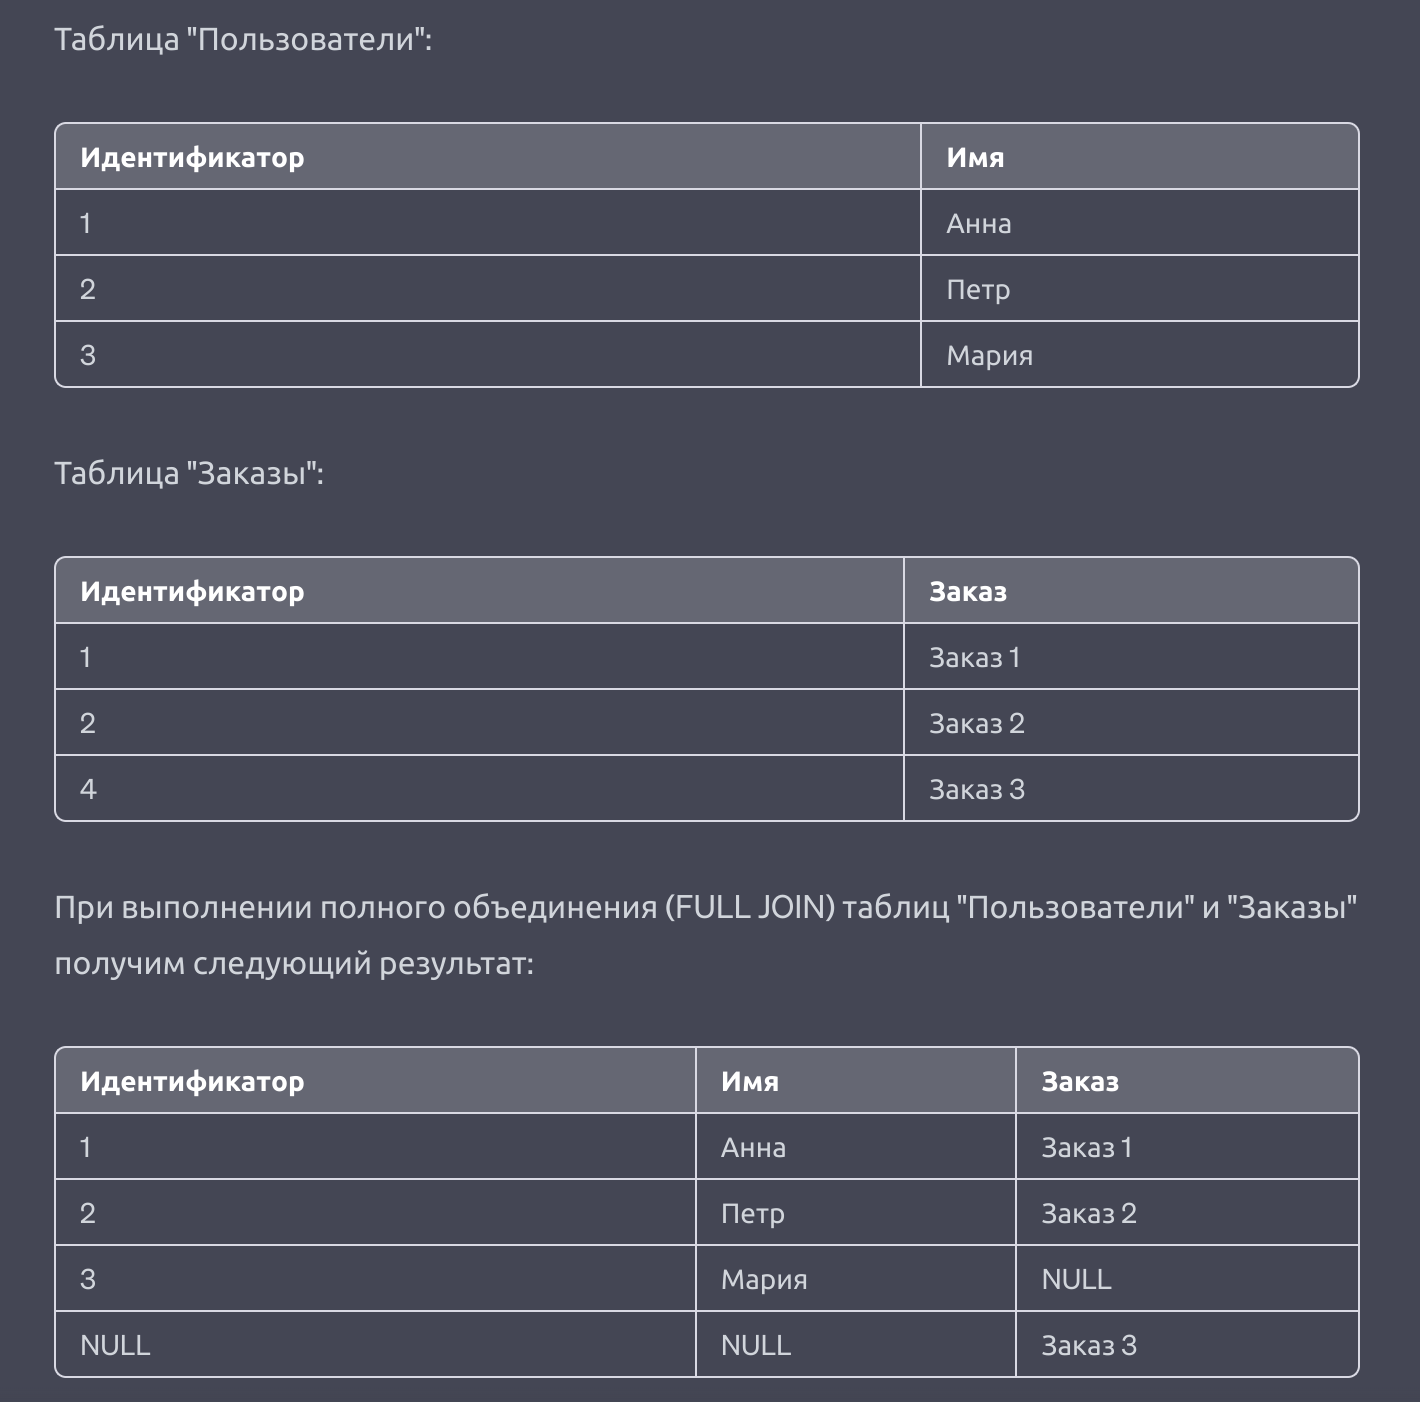 Таблица "Пользователи":
Идентификатор Имя
1 Анна
2 Петр
3 Мария
Таблица "Заказы":
Идентификатор Заказ
1 Заказ 1
2 Заказ 2
4 Заказ 3
При выполнении полного объединения (FULL JOIN) таблиц "Пользователи" и "Заказы"
получим следующий результат:
Идентификатор Имя Заказ
1 Анна Заказ 1
2 Петр Заказ 2
3 Мария NULL
NULL NULL Заказ 3